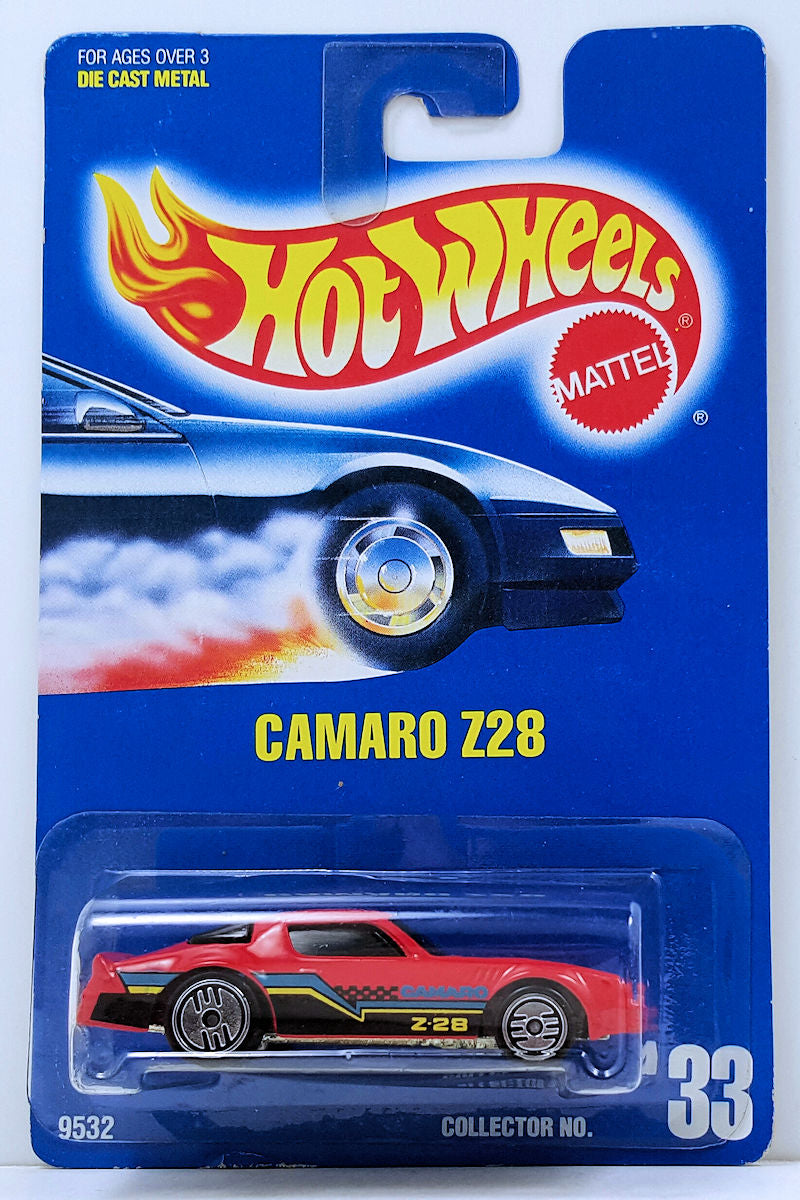 FOR AGES OVER 3
DIE CAST METAL
HOT WHEELS
®
MATTEL
®
CAMARO Z28
CAMARO
Z-28
9532
COLLECTOR NO.
33